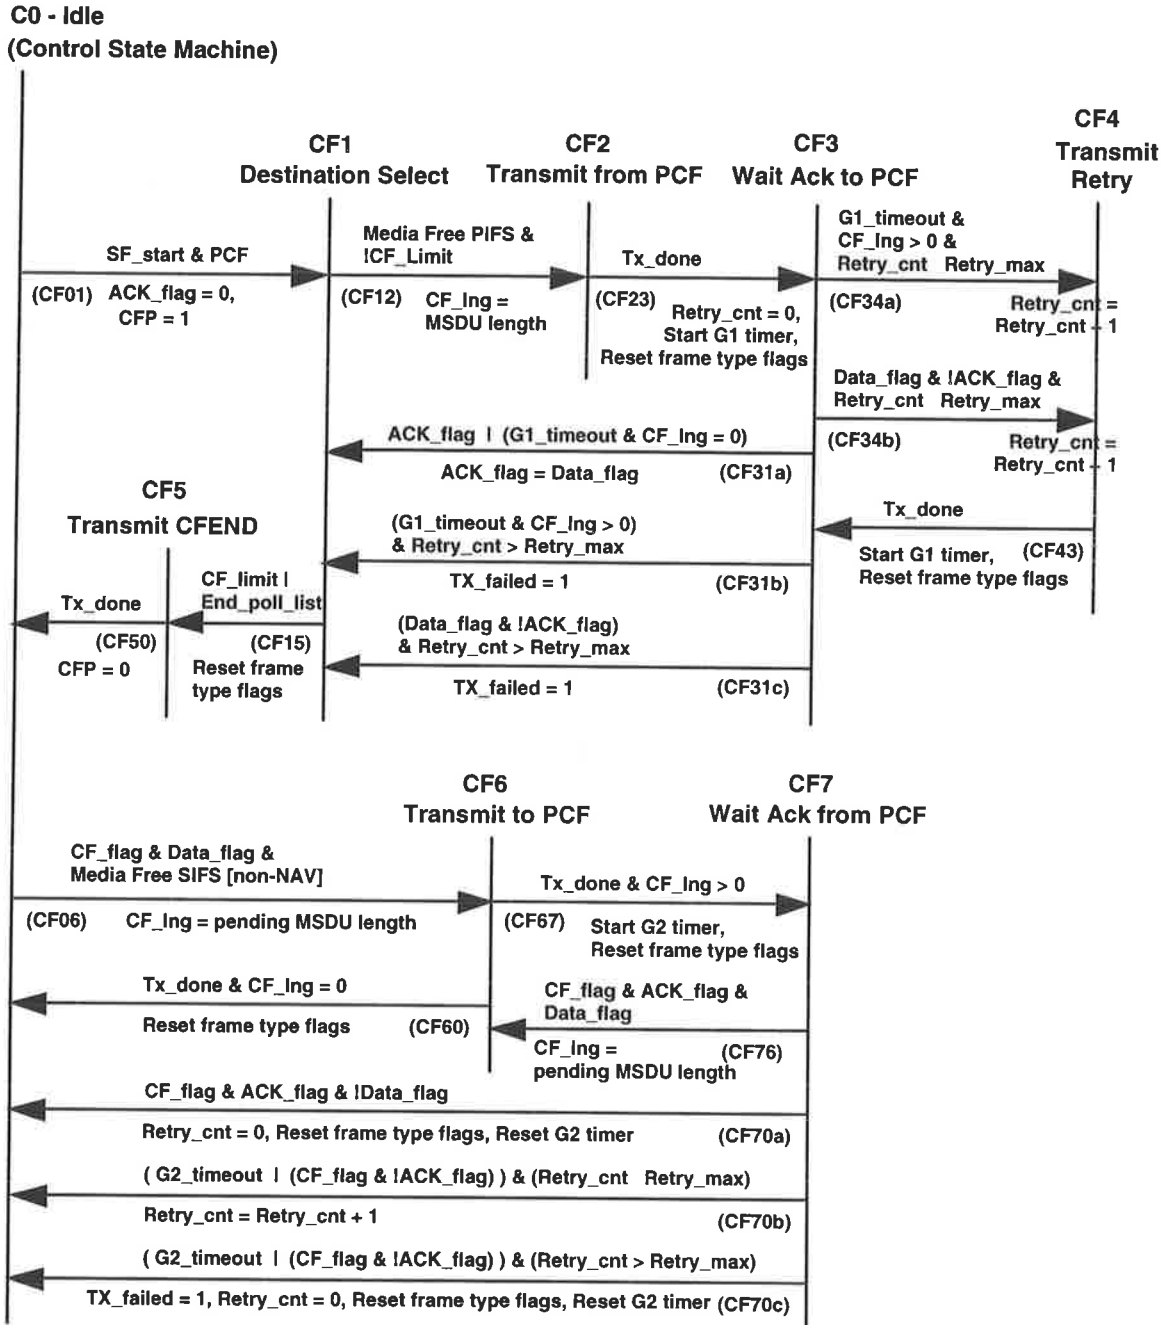 C0 - Idle
(Control State Machine)
CF4
Transmit
Retry
CF1
Destination Select
CF2
Transmit from PCF
CF3
Wait Ack to PCF
SF_start & PCF
(CF01) ACK_flag = 0,
CFP = 1
Media Free PIFS &
!CF_Limit
(CF12) CF_lng =
MSDU length
Tx_done
(CF23) Retry_cnt = 0,
Start G1 timer,
Reset frame type flags
G1_timeout &
CF_lng > 0 &
Retry_cnt Retry_max
(CF34a) Retry_cnt =
Retry_cnt + 1
Data_flag & !ACK_flag &
Retry_cnt Retry_max
(CF34b) Retry_cnt =
Retry_cnt + 1
ACK_flag | (G1_timeout & CF_lng = 0)
ACK_flag = Data_flag (CF31a)
Tx_done
Start G1 timer, (CF43)
Reset frame type flags
CF5
Transmit CFEND
(G1_timeout & CF_lng > 0)
& Retry_cnt > Retry_max
TX_failed = 1 (CF31b)
CF_limit |
End_poll_list
(CF15)
Reset frame
type flags
Tx_done
(CF50)
CFP = 0
(Data_flag & !ACK_flag)
& Retry_cnt > Retry_max
TX_failed = 1 (CF31c)
CF6
Transmit to PCF
CF7
Wait Ack from PCF
CF_flag & Data_flag &
Media Free SIFS [non-NAV]
(CF06) CF_lng = pending MSDU length
Tx_done & CF_lng > 0
(CF67) Start G2 timer,
Reset frame type flags
Tx_done & CF_lng = 0
Reset frame type flags (CF60)
CF_flag & ACK_flag &
Data_flag
CF_lng = (CF76)
pending MSDU length
CF_flag & ACK_flag & !Data_flag
Retry_cnt = 0, Reset frame type flags, Reset G2 timer (CF70a)
( G2_timeout | (CF_flag & !ACK_flag) ) & (Retry_cnt Retry_max)
Retry_cnt = Retry_cnt + 1 (CF70b)
( G2_timeout | (CF_flag & !ACK_flag) ) & (Retry_cnt > Retry_max)
TX_failed = 1, Retry_cnt = 0, Reset frame type flags, Reset G2 timer (CF70c)